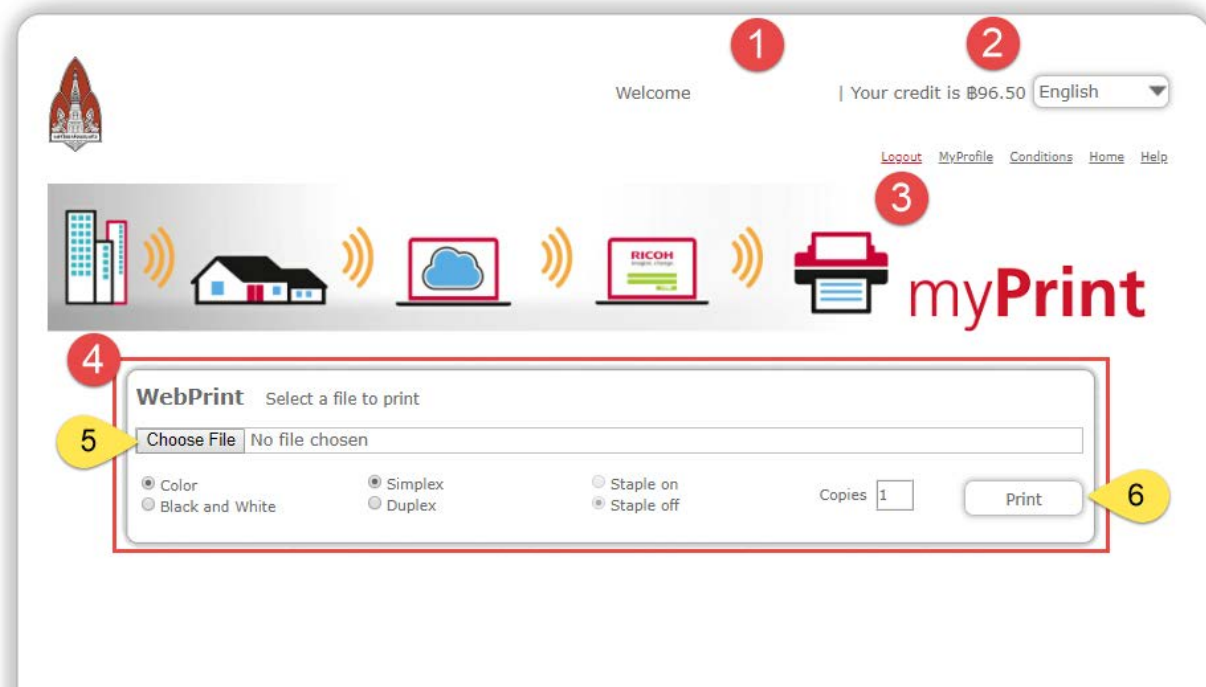 1
2
Welcome | Your credit is ฿96.50 English
Logout MyProfile Conditions Home Help
3
RICOH
imagine. change.
myPrint
4
WebPrint Select a file to print
5 Choose File No file chosen
Color Simplex Staple on
Black and White Duplex Staple off
Copies 1 Print 6